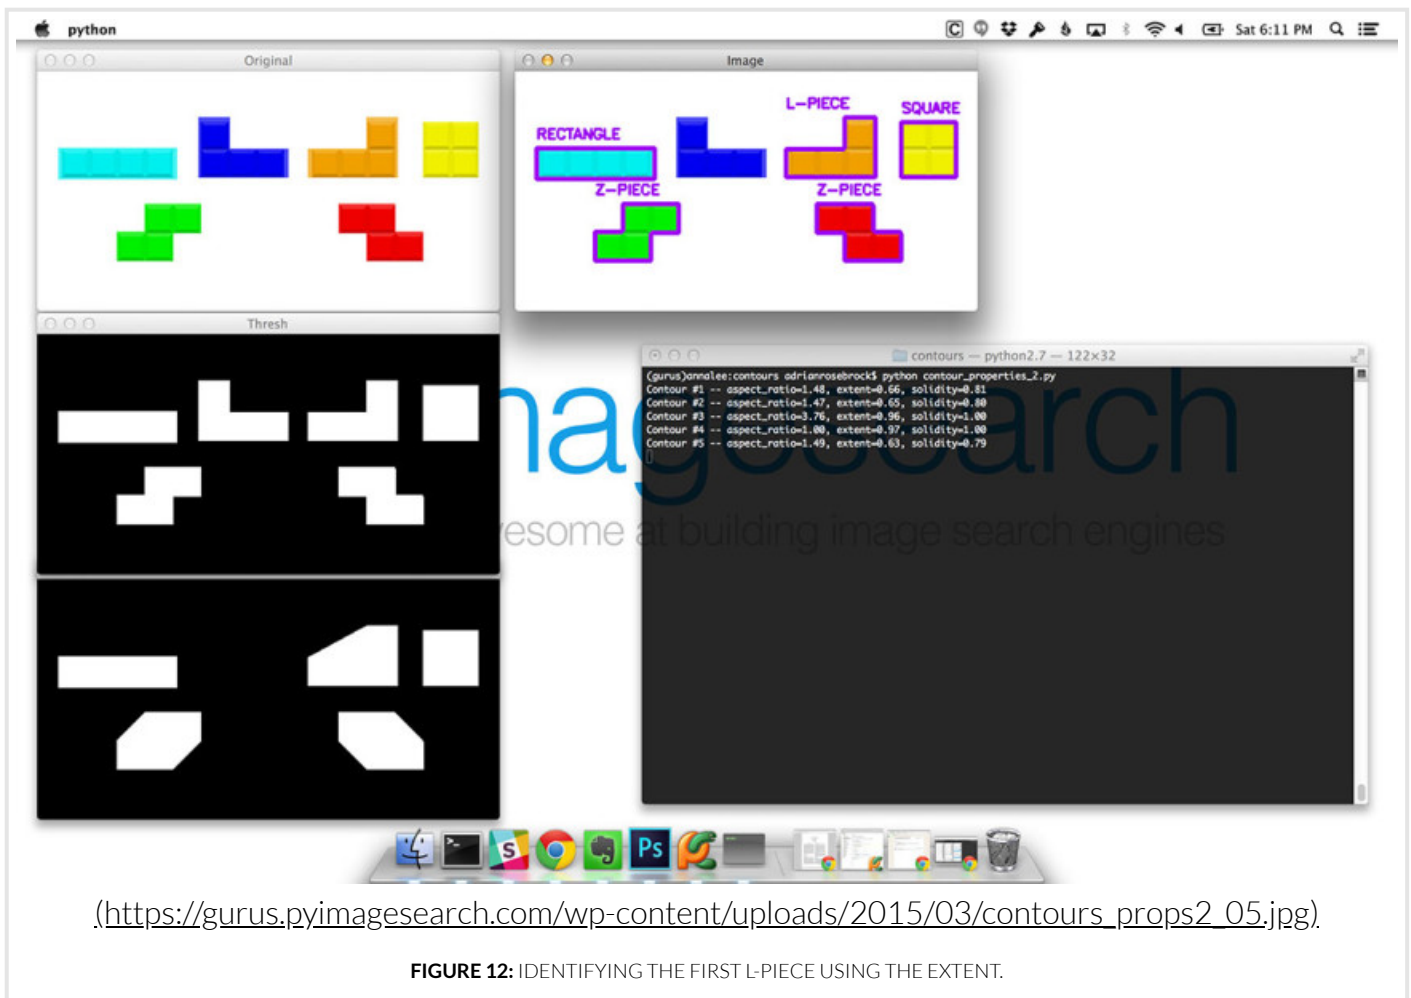 python
Sat 6:11 PM
Original
Image
RECTANGLE
L-PIECE
SQUARE
Z-PIECE
Z-PIECE
Thresh
contours — python2.7 — 122×32
(gurus)annalee:contours adrianrosebrock$ python contour_properties_2.py
Contour #1 -- aspect_ratio=1.48, extent=0.66, solidity=0.81
Contour #2 -- aspect_ratio=1.47, extent=0.65, solidity=0.80
Contour #3 -- aspect_ratio=3.76, extent=0.96, solidity=1.00
Contour #4 -- aspect_ratio=1.00, extent=0.97, solidity=1.00
Contour #5 -- aspect_ratio=1.49, extent=0.63, solidity=0.79
nagesearch
esome at building image search engines
S
Ps
(https://gurus.pyimagesearch.com/wp-content/uploads/2015/03/contours_props2_05.jpg)
FIGURE 12: IDENTIFYING THE FIRST L-PIECE USING THE EXTENT.